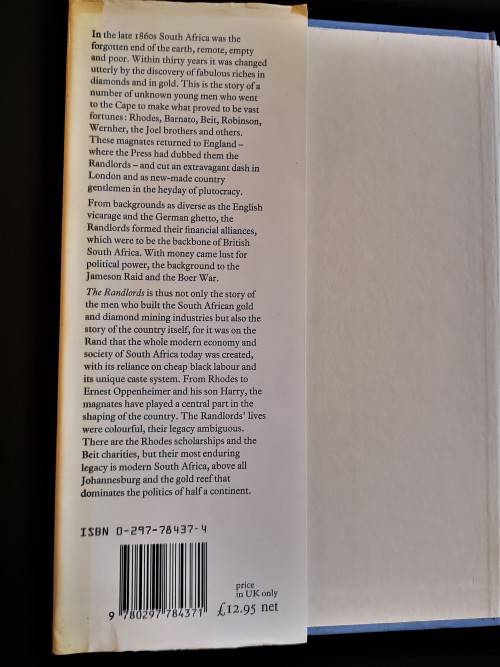 In the late 1860s South Africa was the
forgotten end of the earth, remote, empty
and poor. Within thirty years it was changed
utterly by the discovery of fabulous riches in
diamonds and in gold. This is the story of a
number of unknown young men who went
to the Cape to make what proved to be vast
fortunes: Rhodes, Barnato, Beit, Robinson,
Wernher, the Joel brothers and others.
These magnates returned to England –
where the Press had dubbed them the
Randlords – and cut an extravagant dash in
London and as new-made country
gentlemen in the heyday of plutocracy.
From backgrounds as diverse as the English
vicarage and the German ghetto, the
Randlords formed their financial alliances,
which were to be the backbone of British
South Africa. With money came lust for
political power, the background to the
Jameson Raid and the Boer War.
The Randlords is thus not only the story of
the men who built the South African gold
and diamond mining industries but also the
story of the country itself, for it was on the
Rand that the whole modern economy and
society of South Africa today was created,
with its reliance on cheap black labour and
its unique caste system. From Rhodes to
Ernest Oppenheimer and his son Harry, the
magnates have played a central part in the
shaping of the country. The Randlords' lives
were colourful, their legacy ambiguous.
There are the Rhodes scholarships and the
Beit charities, but their most enduring
legacy is modern South Africa, above all
Johannesburg and the gold reef that
dominates the politics of half a continent.
ISBN 0-297-78437-4
9 780297 784371
price
in UK only
£12.95 net